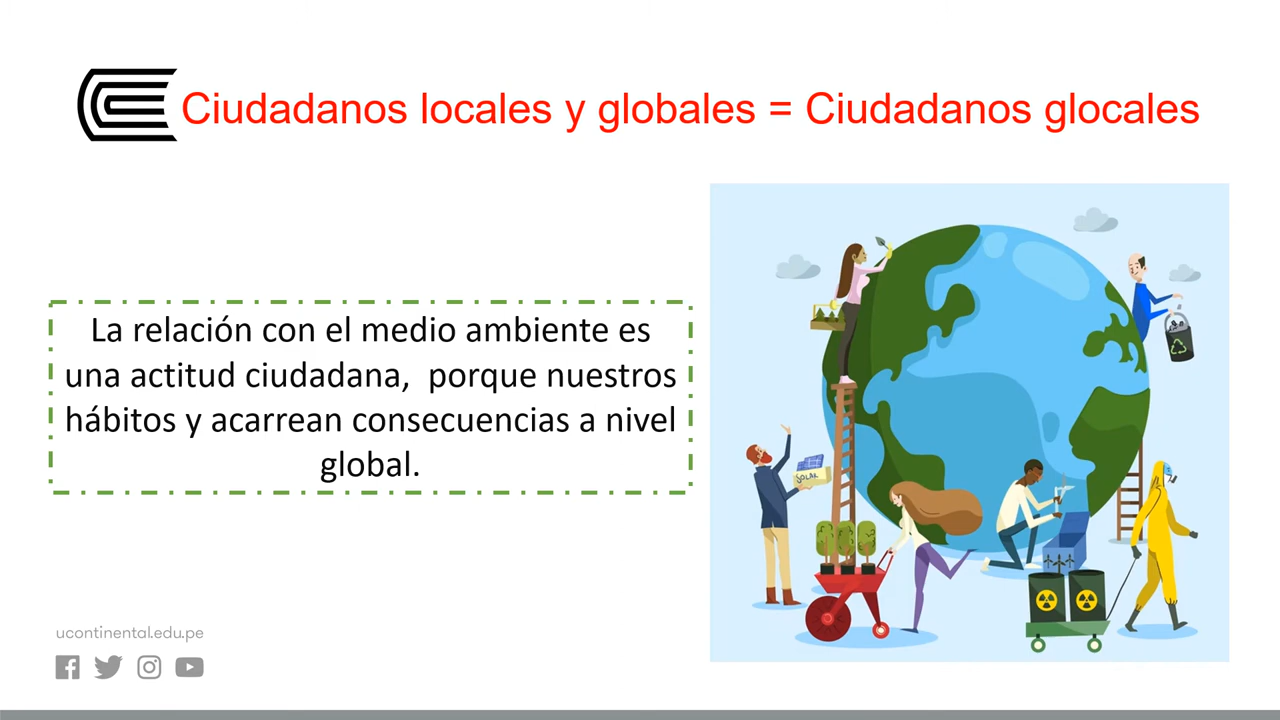 Ciudadanos locales y globales = Ciudadanos glocales
La relación con el medio ambiente es
una actitud ciudadana, porque nuestros
hábitos y acarrean consecuencias a nivel
global.
SOLAR
ucontinental.edu.pe